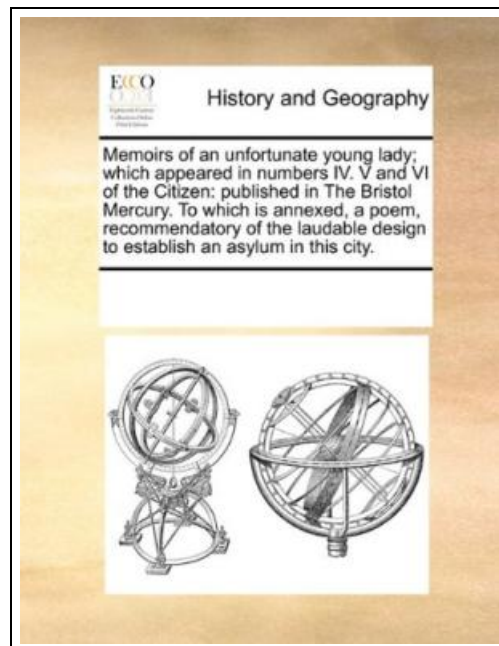 ECCO
History and Geography
Memoirs of an unfortunate young lady;
which appeared in numbers IV. V and VI
of the Citizen: published in The Bristol
Mercury. To which is annexed, a poem,
recommendatory of the laudable design
to establish an asylum in this city.